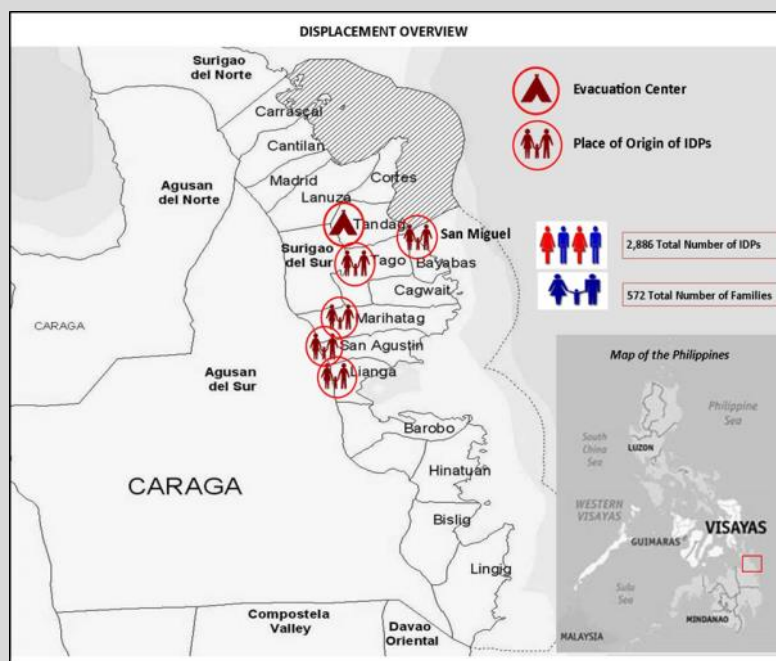 DISPLACEMENT OVERVIEW
Surigao
del Norte
Evacuation Center
Carrascal
Place of Origin of IDPs
Cantilan
Madrid
Cortes
Agusan
del Norte
Lanuza
Tandag
San Miguel
Surigao
del Sur
Tago
Bayabas
2,886 Total Number of IDPs
Cagwait
572 Total Number of Families
CARAGA
Marihatag
San Agustin
Agusan
del Sur
Lianga
Barobo
CARAGA
Hinatuan
Bislig
Lingig
Compostela
Valley
Davao
Oriental
Map of the Philippines
Philippine
Sea
South
China
Sea
LUZON
WESTERN
VISAYAS
VISAYAS
GUIMARAS
Sulu
Sea
MINDANAO
MALAYSIA